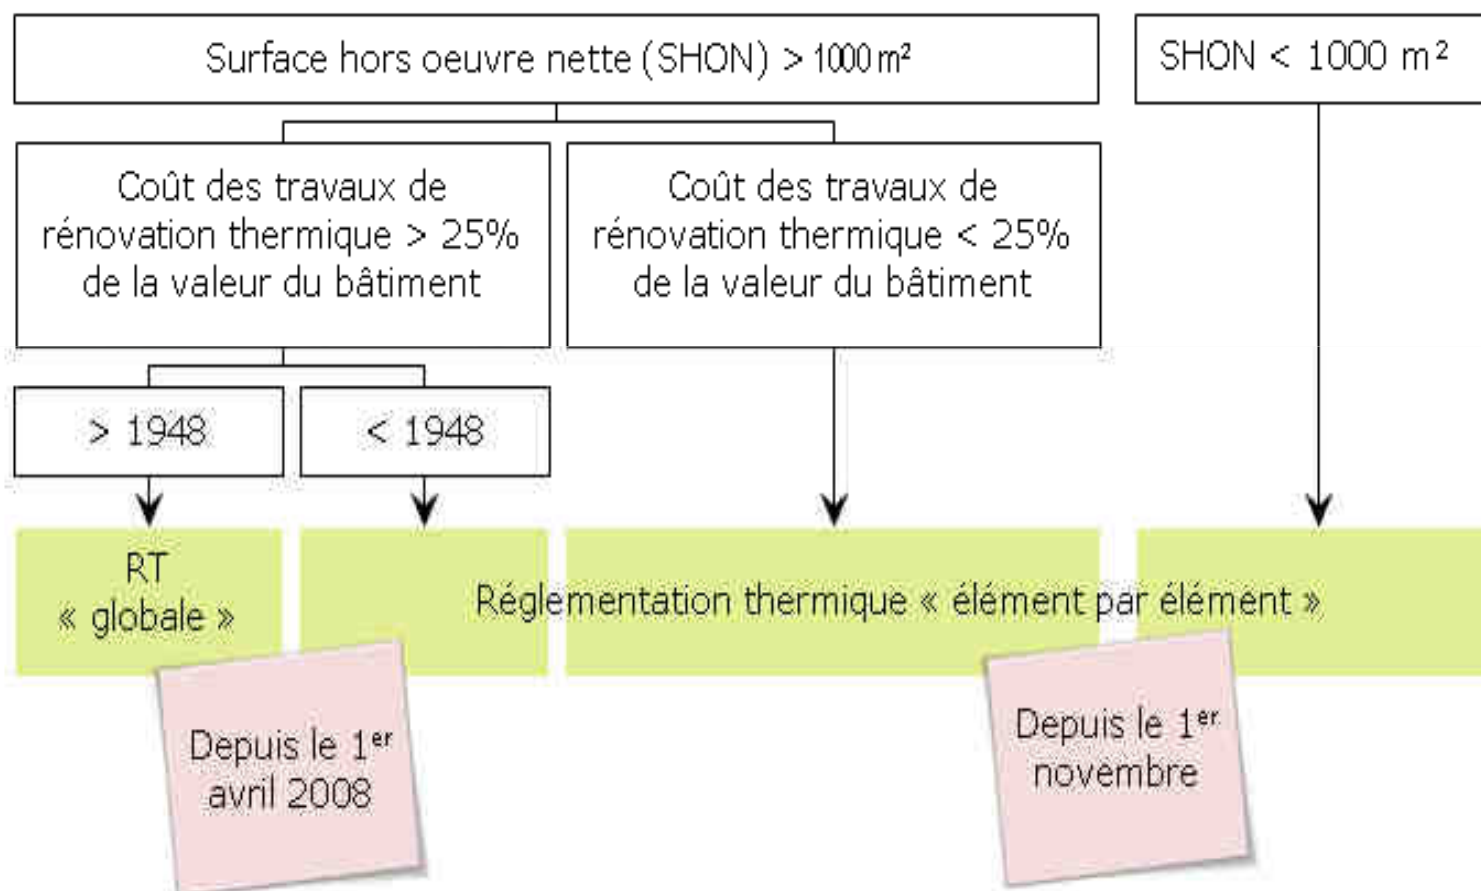 Surface hors oeuvre nette (SHON) > 1000 m²
SHON < 1000 m²
Coût des travaux de
rénovation thermique > 25%
de la valeur du bâtiment
Coût des travaux de
rénovation thermique < 25%
de la valeur du bâtiment
> 1948
< 1948
RT
« globale »
Réglementation thermique « élément par élément »
Depuis le 1er
avril 2008
Depuis le 1er
novembre